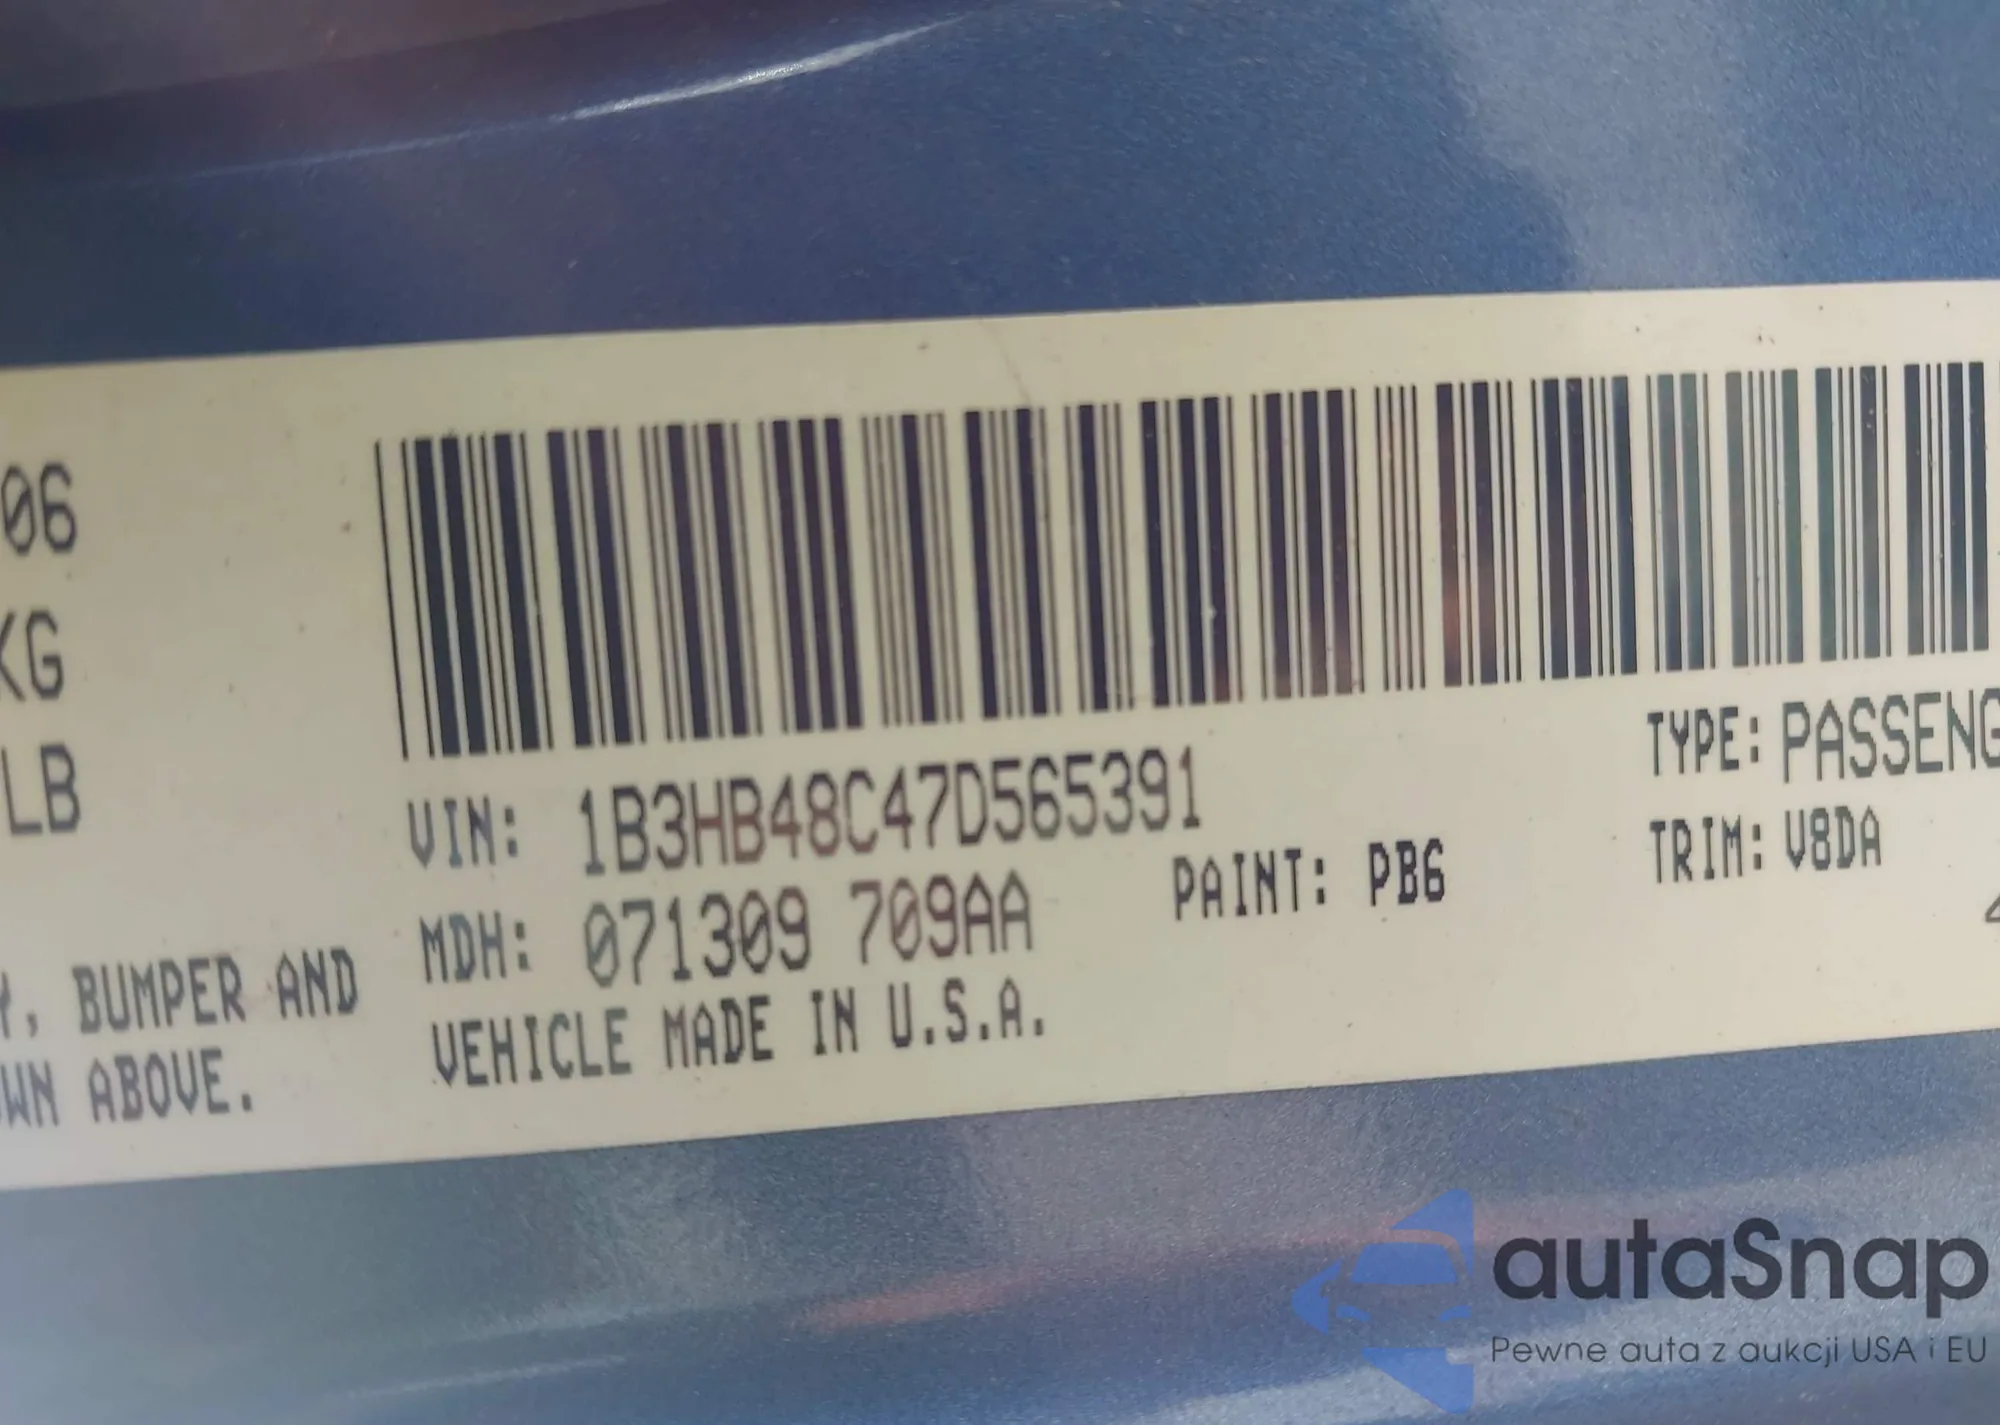 06
KG
LB
Y, BUMPER AND
WN ABOVE.
VIN: 1B3HB48C47D565391
MDH: 071309 709AA
PAINT: PB6
VEHICLE MADE IN U.S.A.
TYPE: PASSENG
TRIM: V8DA
4
autaSnap
Pewne auta z aukcji USA i EU